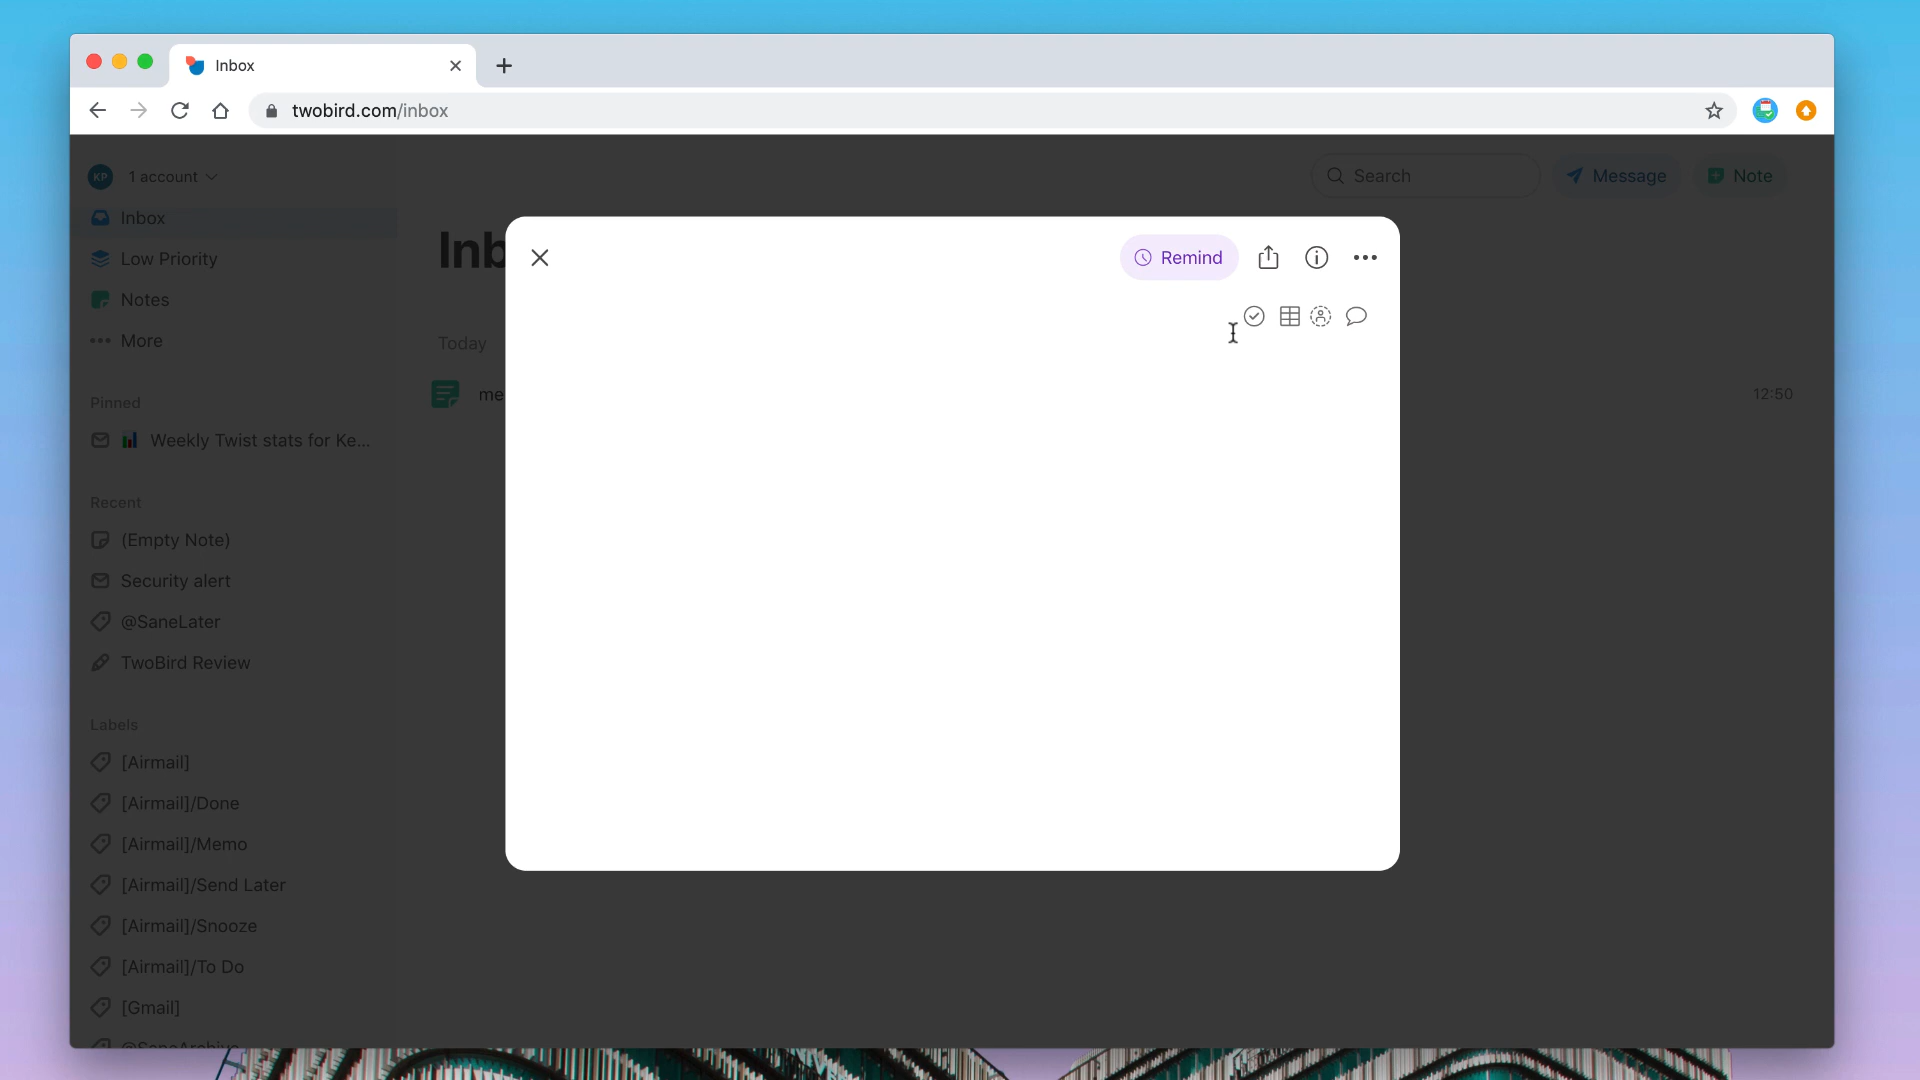 Inbox
twobird.com/inbox
KP 1 account
Search
Message
Note
Inbox
Low Priority
Notes
More
Inb
Remind
Today
me
12:50
Pinned
Weekly Twist stats for Ke...
Recent
(Empty Note)
Security alert
@SaneLater
TwoBird Review
Labels
[Airmail]
[Airmail]/Done
[Airmail]/Memo
[Airmail]/Send Later
[Airmail]/Snooze
[Airmail]/To Do
[Gmail]
@SaneArchive